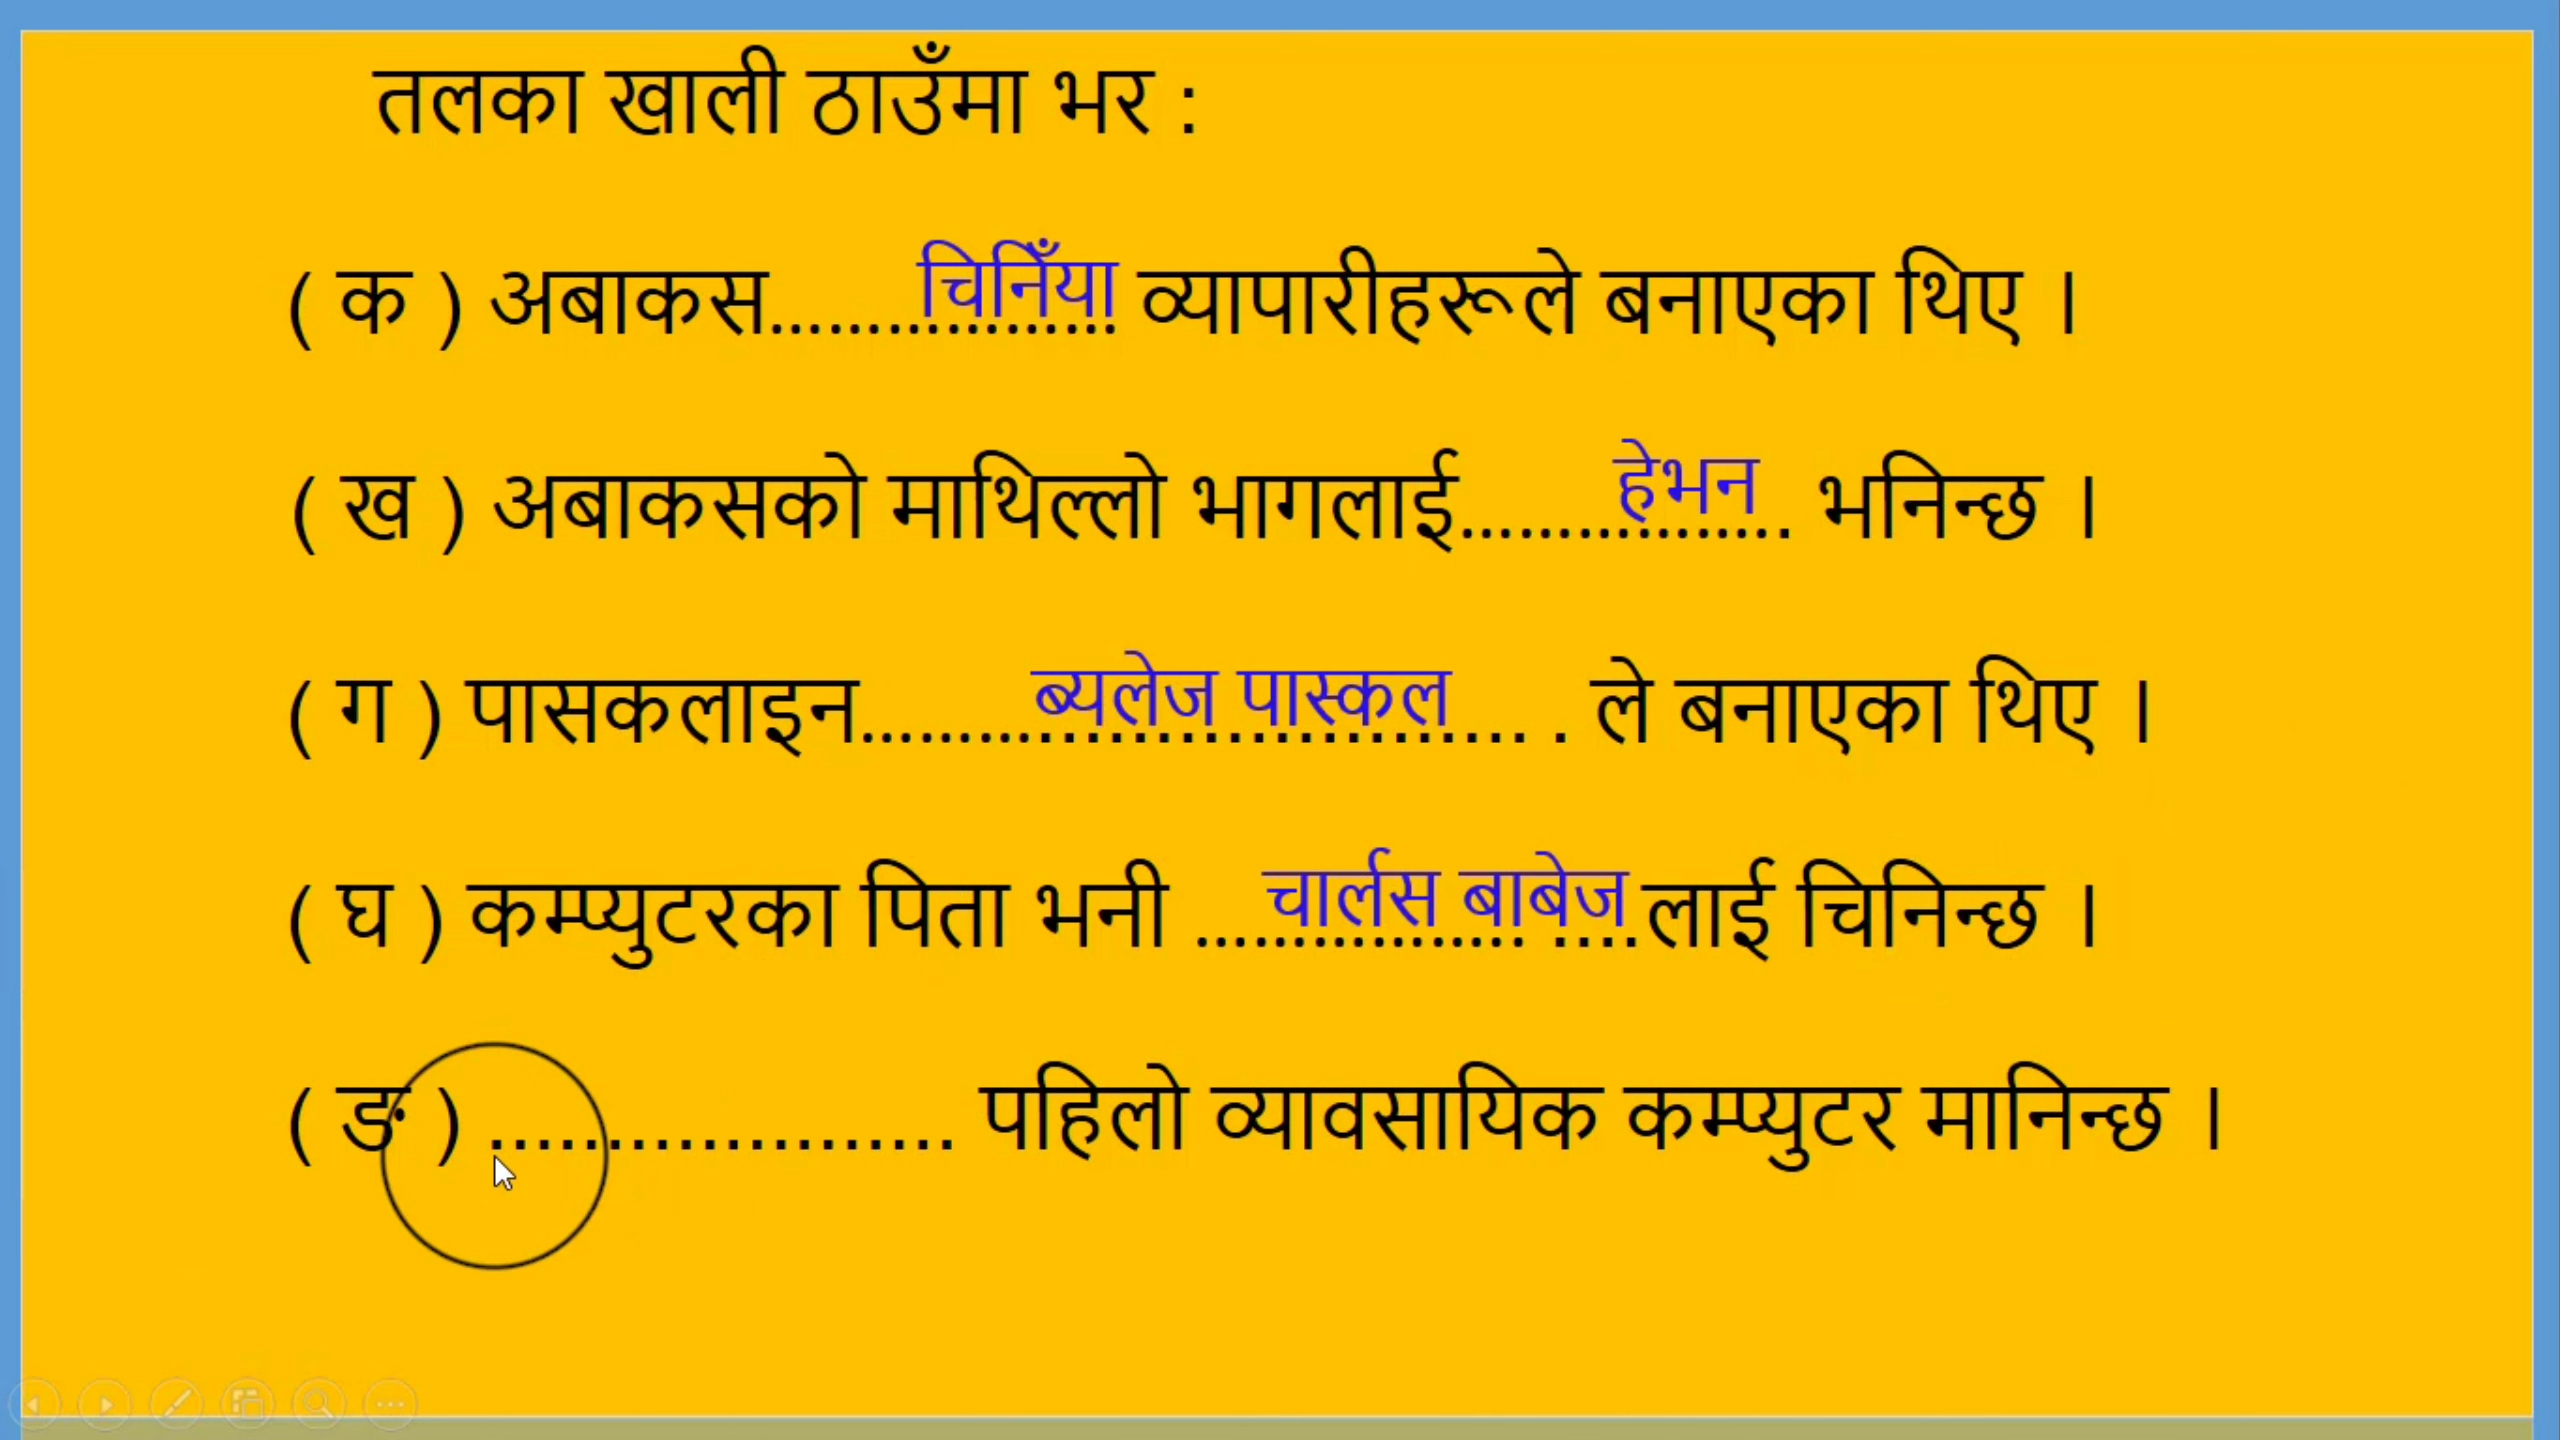 तलका खाली ठाउँमा भर :
( क ) अबाकस.................. चिनिँया व्यापारीहरूले बनाएका थिए ।
( ख ) अबाकसको माथिल्लो भागलाई................. हेभन भनिन्छ ।
( ग ) पासकलाइन............................. . ब्यलेज पास्कल ले बनाएका थिए ।
( घ ) कम्प्युटरका पिता भनी ................. .... चार्लस बाबेज लाई चिनिन्छ ।
( ङ ) .................... पहिलो व्यावसायिक कम्प्युटर मानिन्छ ।